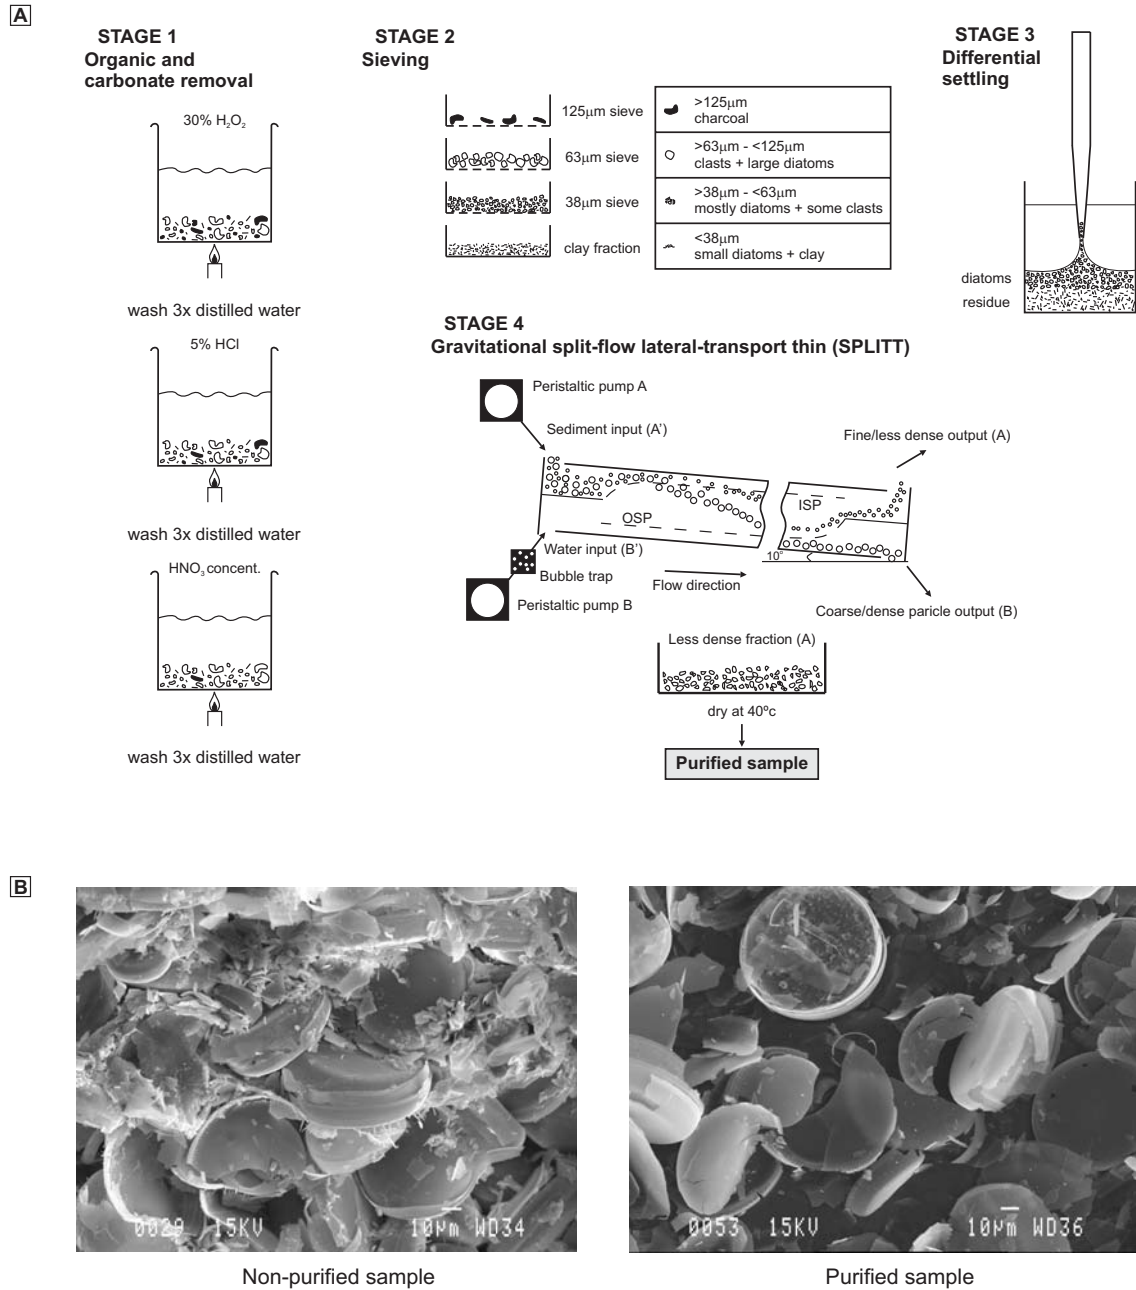 A
STAGE 1
Organic and
carbonate removal
30% H₂O₂
wash 3x distilled water
5% HCl
wash 3x distilled water
HNO₃ concent.
wash 3x distilled water
STAGE 2
Sieving
125µm sieve
63µm sieve
38µm sieve
clay fraction
>125µm
charcoal
>63µm - <125µm
clasts + large diatoms
>38µm - <63µm
mostly diatoms + some clasts
<38µm
small diatoms + clay
STAGE 3
Differential
settling
diatoms
residue
STAGE 4
Gravitational split-flow lateral-transport thin (SPLITT)
Peristaltic pump A
Sediment input (A')
Fine/less dense output (A)
OSP
ISP
Water input (B')
Bubble trap
Peristaltic pump B
Flow direction
10°
Coarse/dense paricle output (B)
Less dense fraction (A)
dry at 40ºc
Purified sample
B
0029 15KV 10µm WD34
0053 15KV 10µm WD36
Non-purified sample
Purified sample